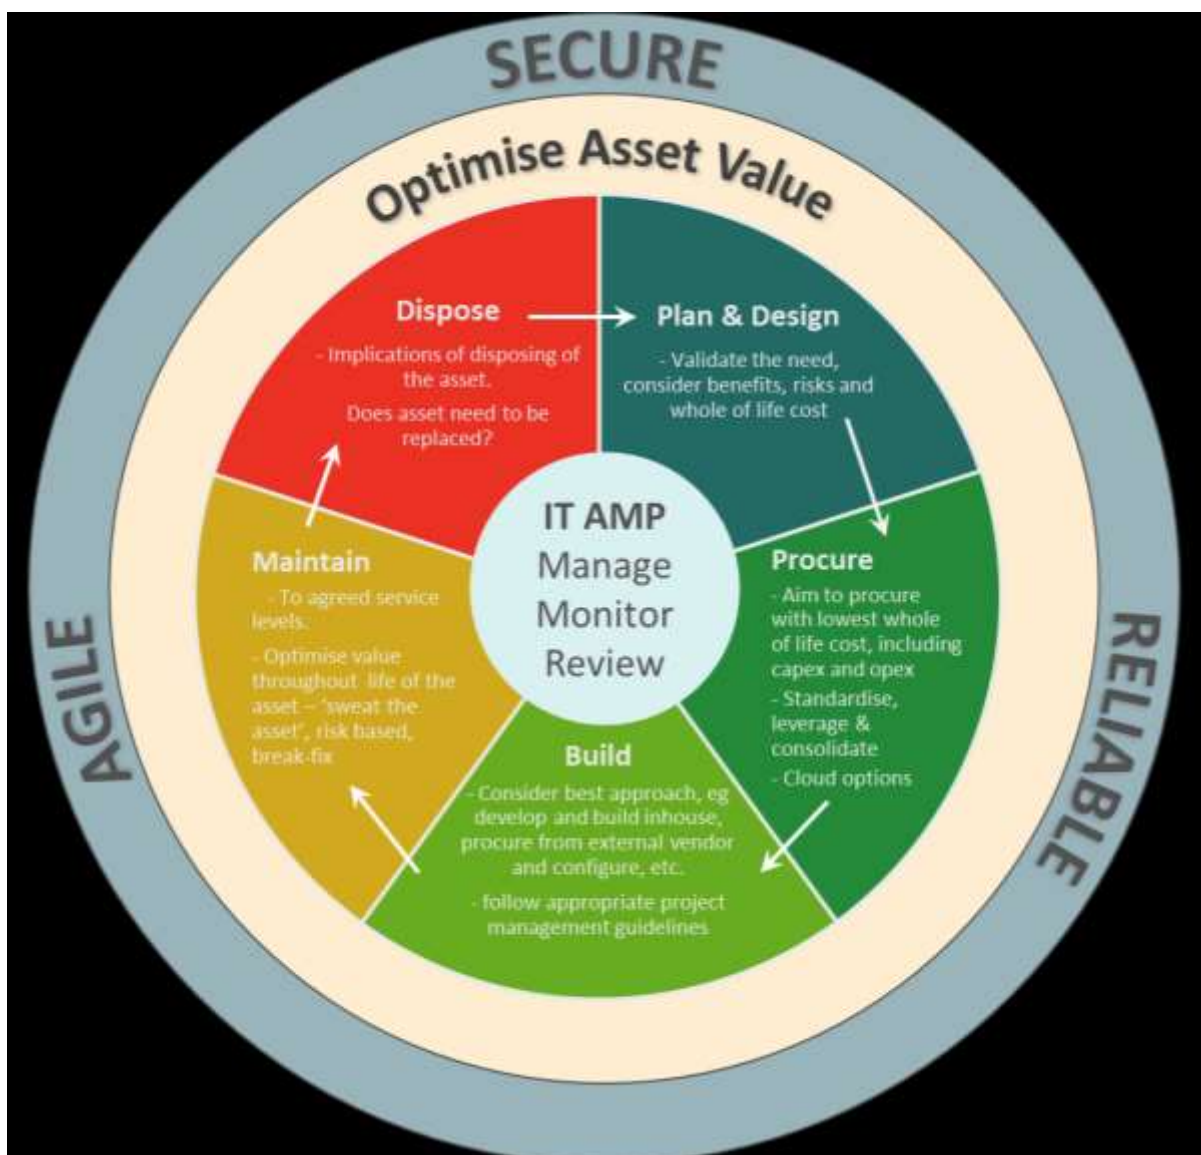 SECURE
Optimise Asset Value
Dispose
- Implications of disposing of
the asset.
Does asset need to be
replaced?
Plan & Design
- Validate the need,
consider benefits, risks and
whole of life cost
IT AMP
Manage
Monitor
Review
Procure
- Aim to procure
with lowest whole
of life cost, including
capex and opex
- Standardise,
leverage &
consolidate
- Cloud options
Build
- Consider best approach, eg
develop and build inhouse,
procure from external vendor
and configure, etc.
- follow appropriate project
management guidelines
Maintain
- To agreed service
levels.
- Optimise value
throughout life of the
asset – ‘sweat the
asset’, risk based,
break-fix
AGILE
RELIABLE